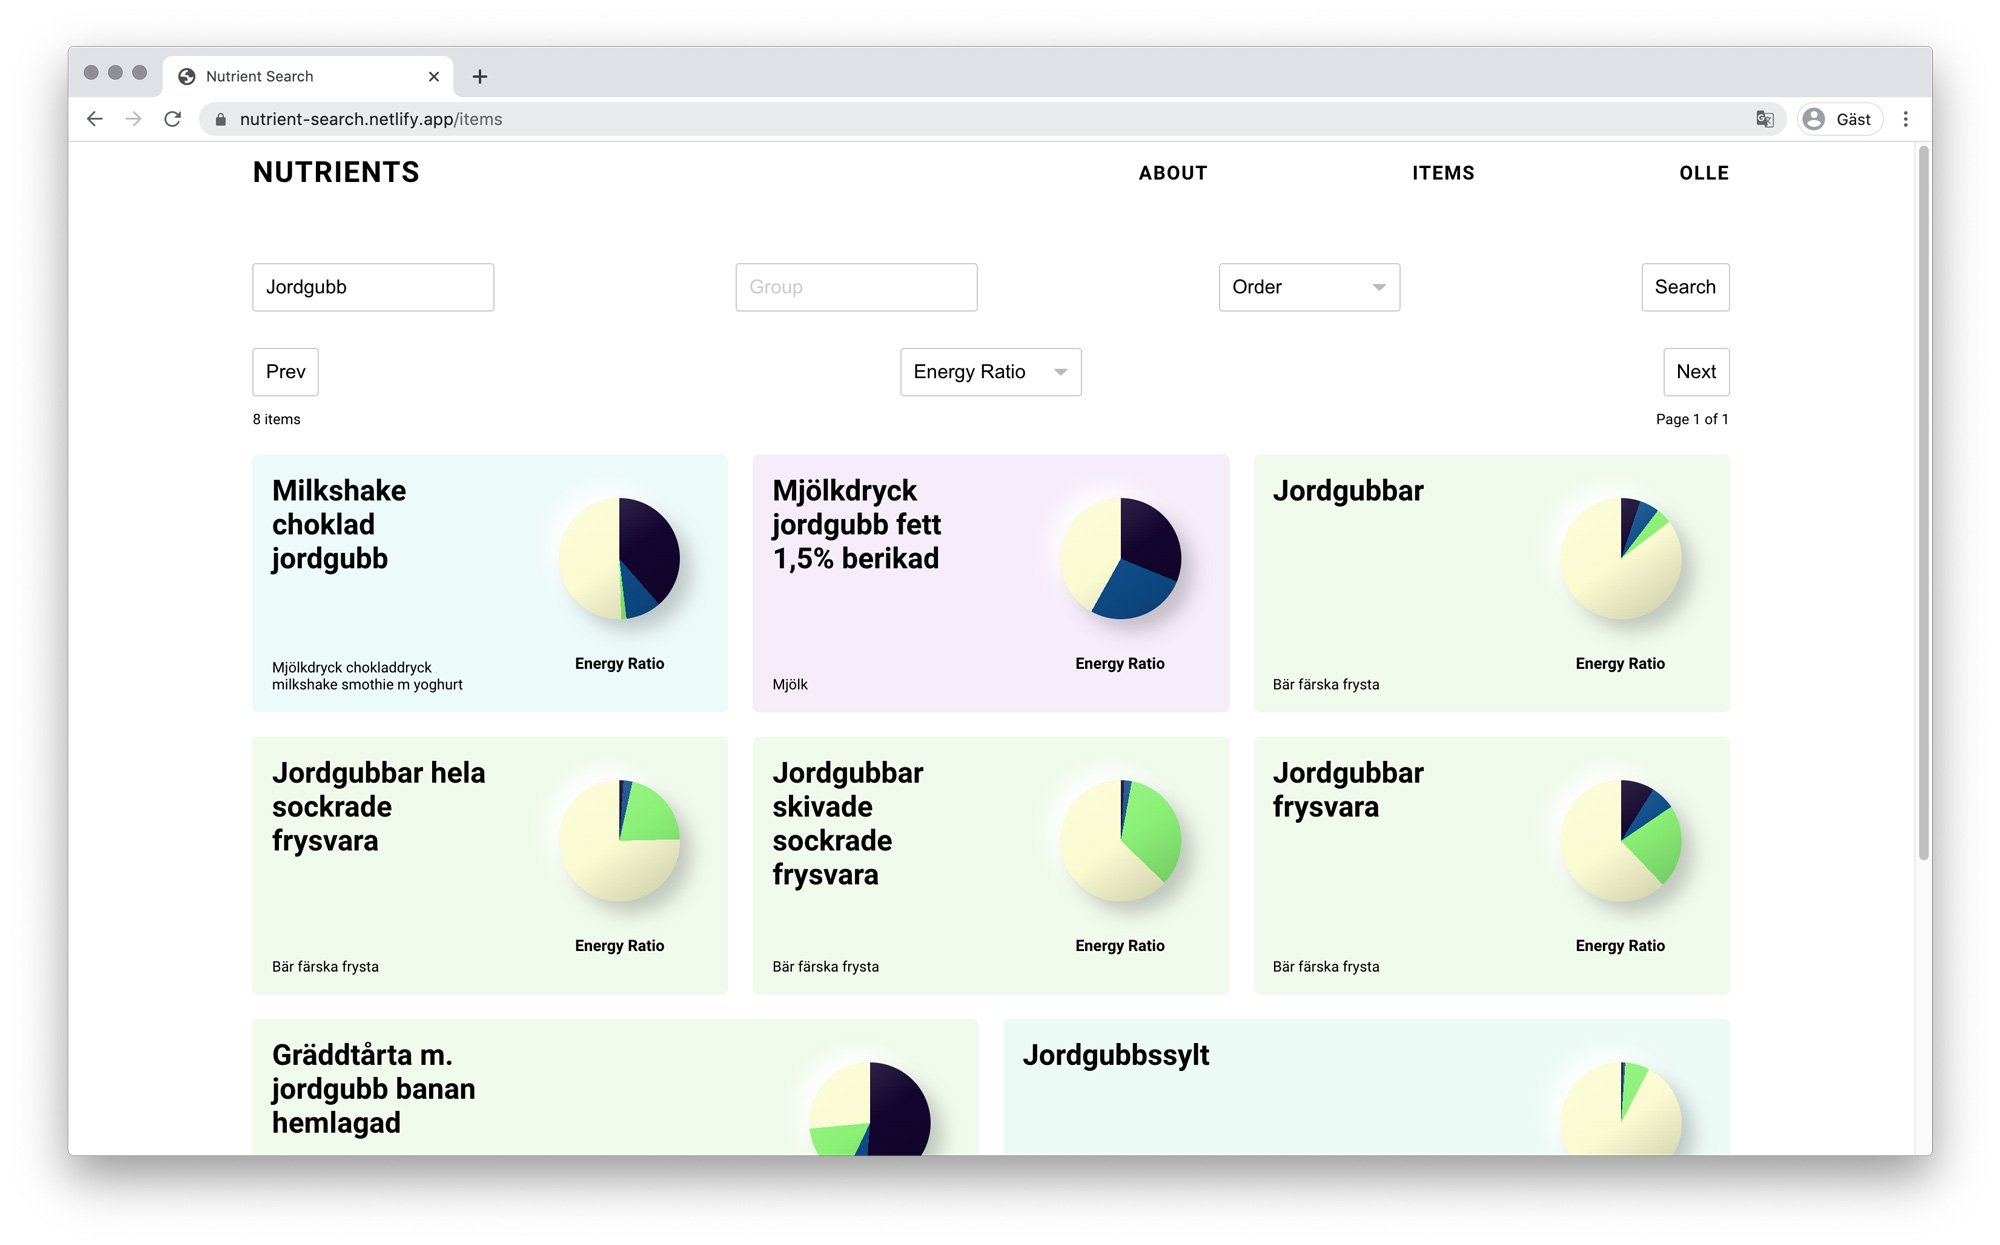 Nutrient Search
nutrient-search.netlify.app/items
Gäst
NUTRIENTS
ABOUT
ITEMS
OLLE
Jordgubb
Group
Order
Search
Prev
Energy Ratio
Next
8 items
Page 1 of 1
Milkshake
choklad
jordgubb
Energy Ratio
Mjölkdryck chokladdryck
milkshake smothie m yoghurt
Mjölkdryck
jordgubb fett
1,5% berikad
Energy Ratio
Mjölk
Jordgubbar
Energy Ratio
Bär färska frysta
Jordgubbar hela
sockrade
frysvara
Energy Ratio
Bär färska frysta
Jordgubbar
skivade
sockrade
frysvara
Energy Ratio
Bär färska frysta
Jordgubbar
frysvara
Energy Ratio
Bär färska frysta
Gräddtårta m.
jordgubb banan
hemlagad
Jordgubbssylt